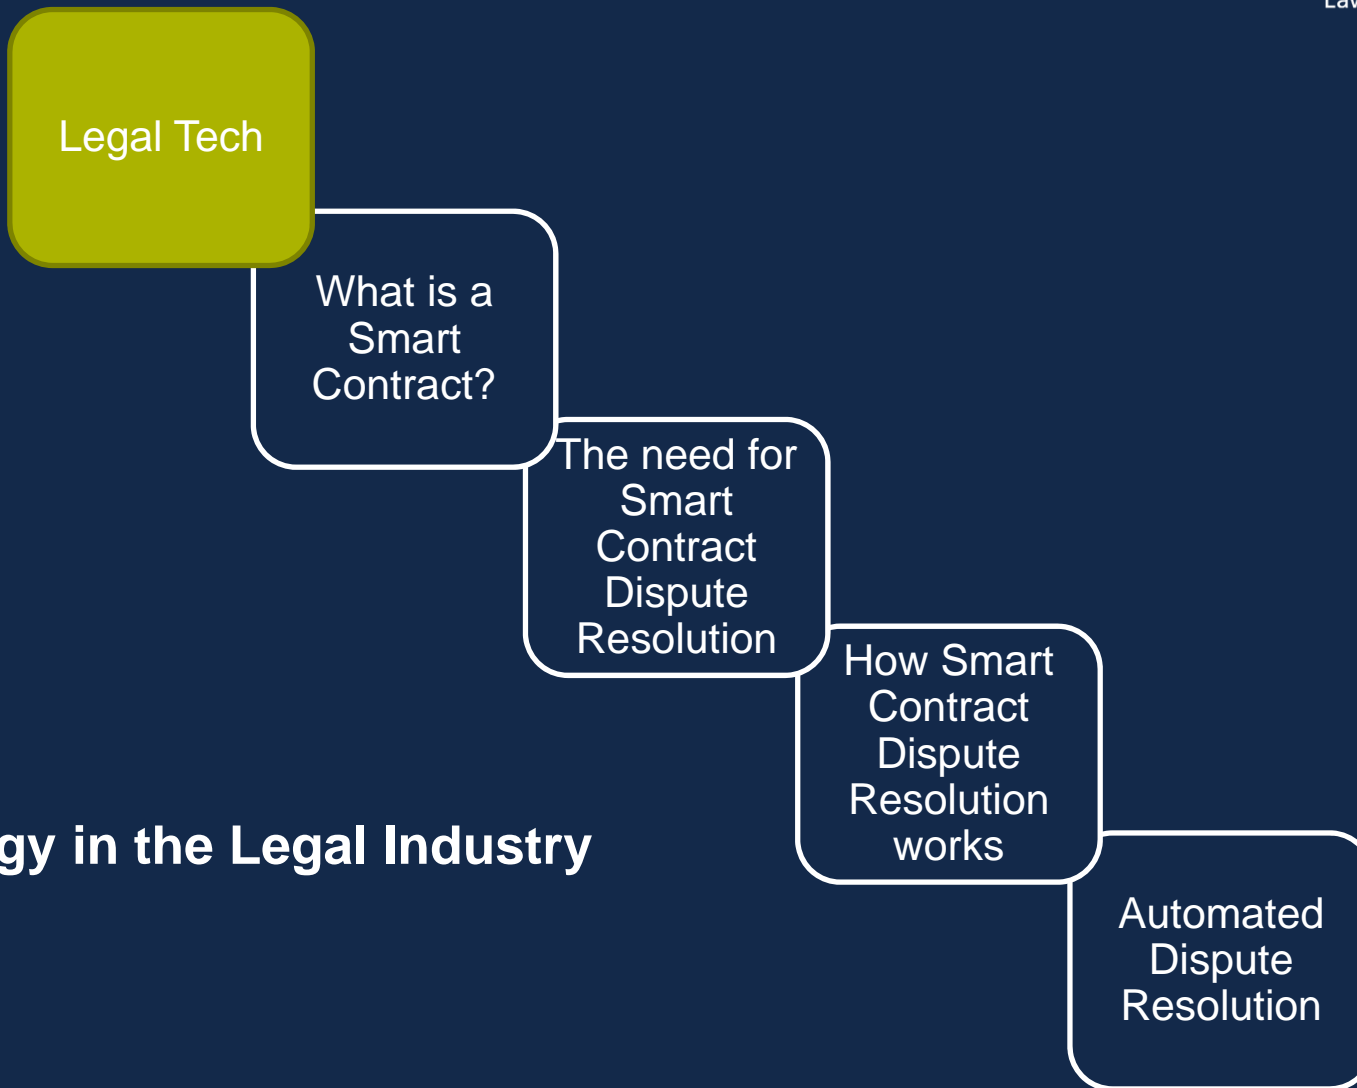 Legal Tech
What is a
Smart
Contract?
The need for
Smart
Contract
Dispute
Resolution
How Smart
Contract
Dispute
Resolution
works
gy in the Legal Industry
Automated
Dispute
Resolution